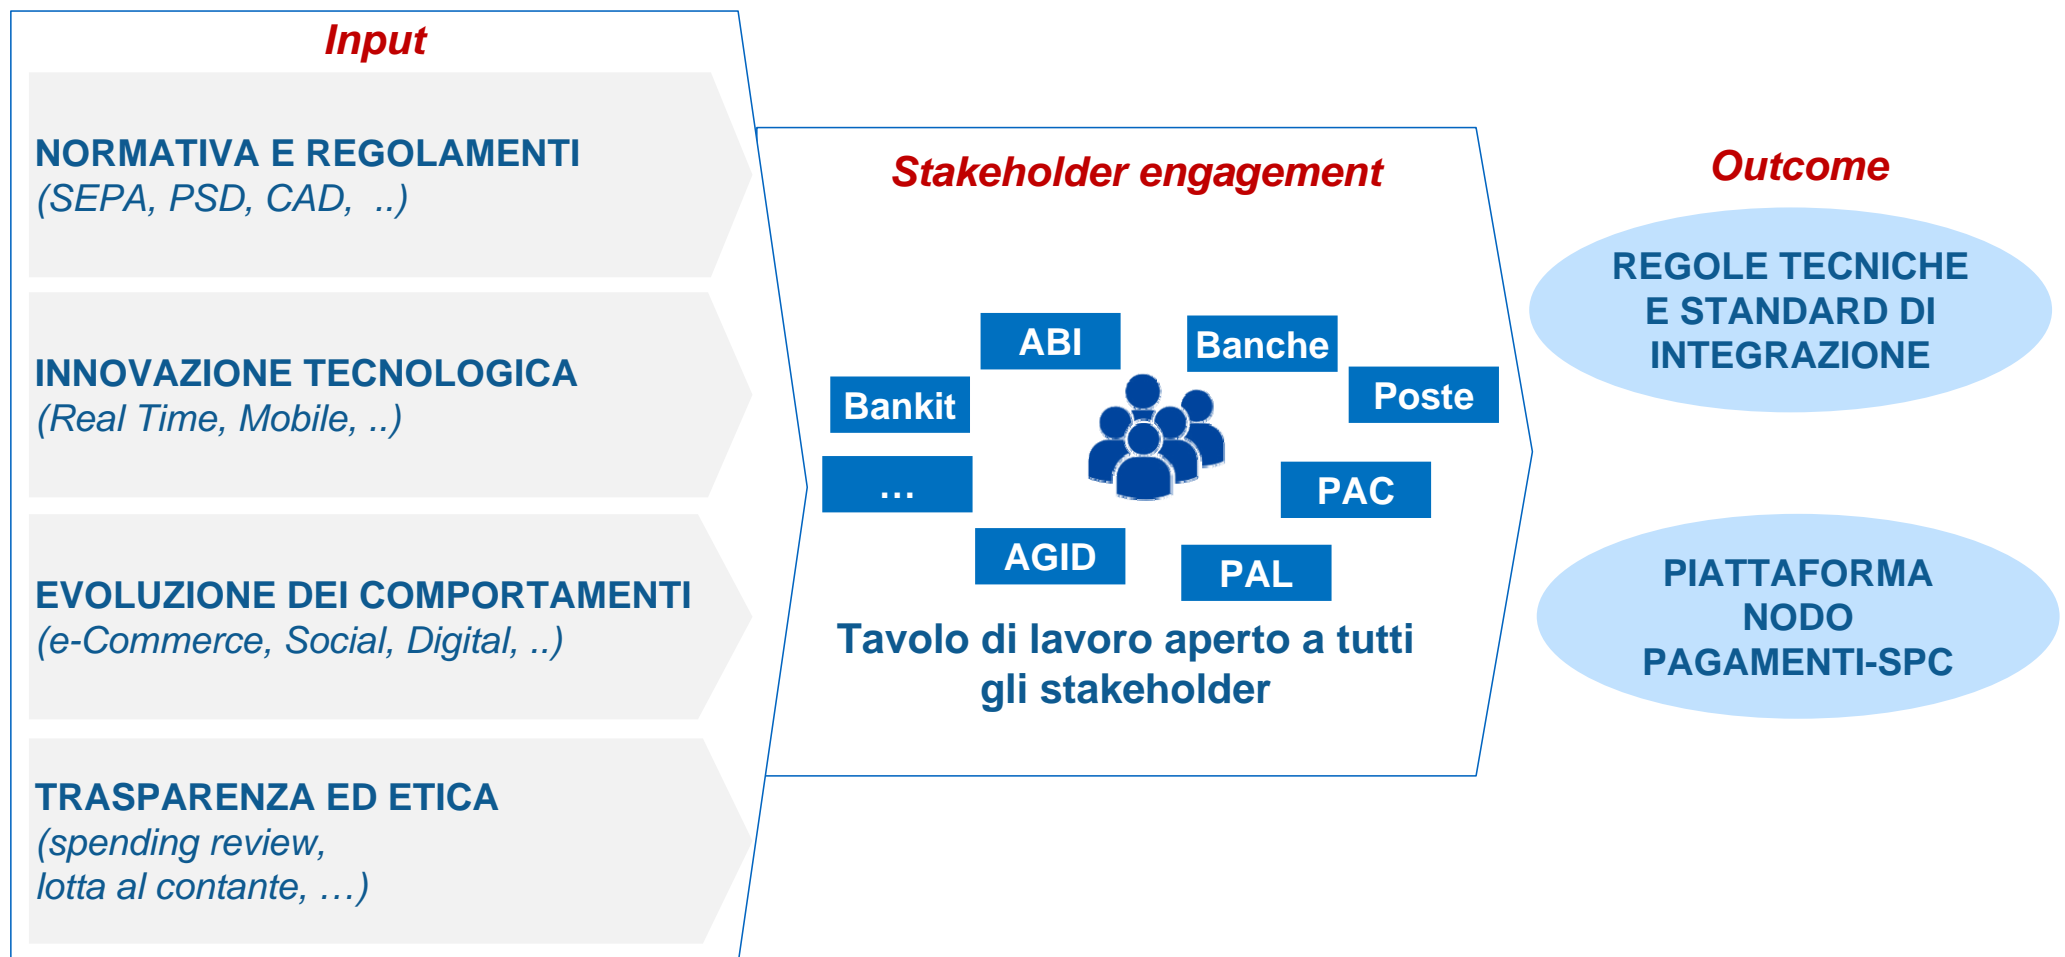 Input
NORMATIVA E REGOLAMENTI
(SEPA, PSD, CAD, ..)
INNOVAZIONE TECNOLOGICA
(Real Time, Mobile, ..)
EVOLUZIONE DEI COMPORTAMENTI
(e-Commerce, Social, Digital, ..)
TRASPARENZA ED ETICA
(spending review,
lotta al contante, …)
Stakeholder engagement
ABI
Banche
Bankit
Poste
…
PAC
AGID
PAL
Tavolo di lavoro aperto a tutti
gli stakeholder
Outcome
REGOLE TECNICHE
E STANDARD DI
INTEGRAZIONE
PIATTAFORMA
NODO
PAGAMENTI-SPC